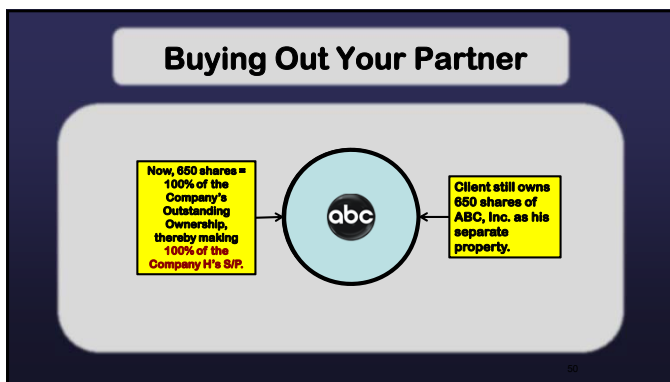 Buying Out Your Partner
Now, 650 shares =
100% of the
Company's
Outstanding
Ownership,
thereby making
100% of the
Company H's S/P.
abc
Client still owns
650 shares of
ABC, Inc. as his
separate
property.
50